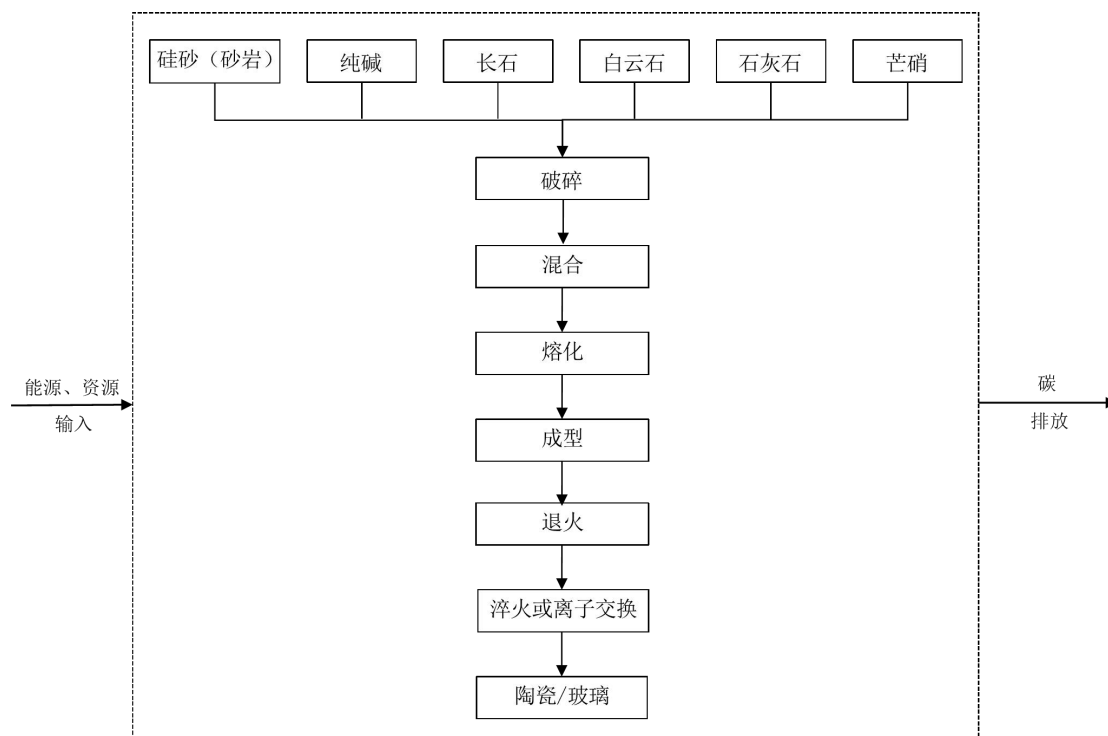 硅砂（砂岩）
纯碱
长石
白云石
石灰石
芒硝
破碎
混合
熔化
能源、资源
输入
碳
排放
成型
退火
淬火或离子交换
陶瓷/玻璃